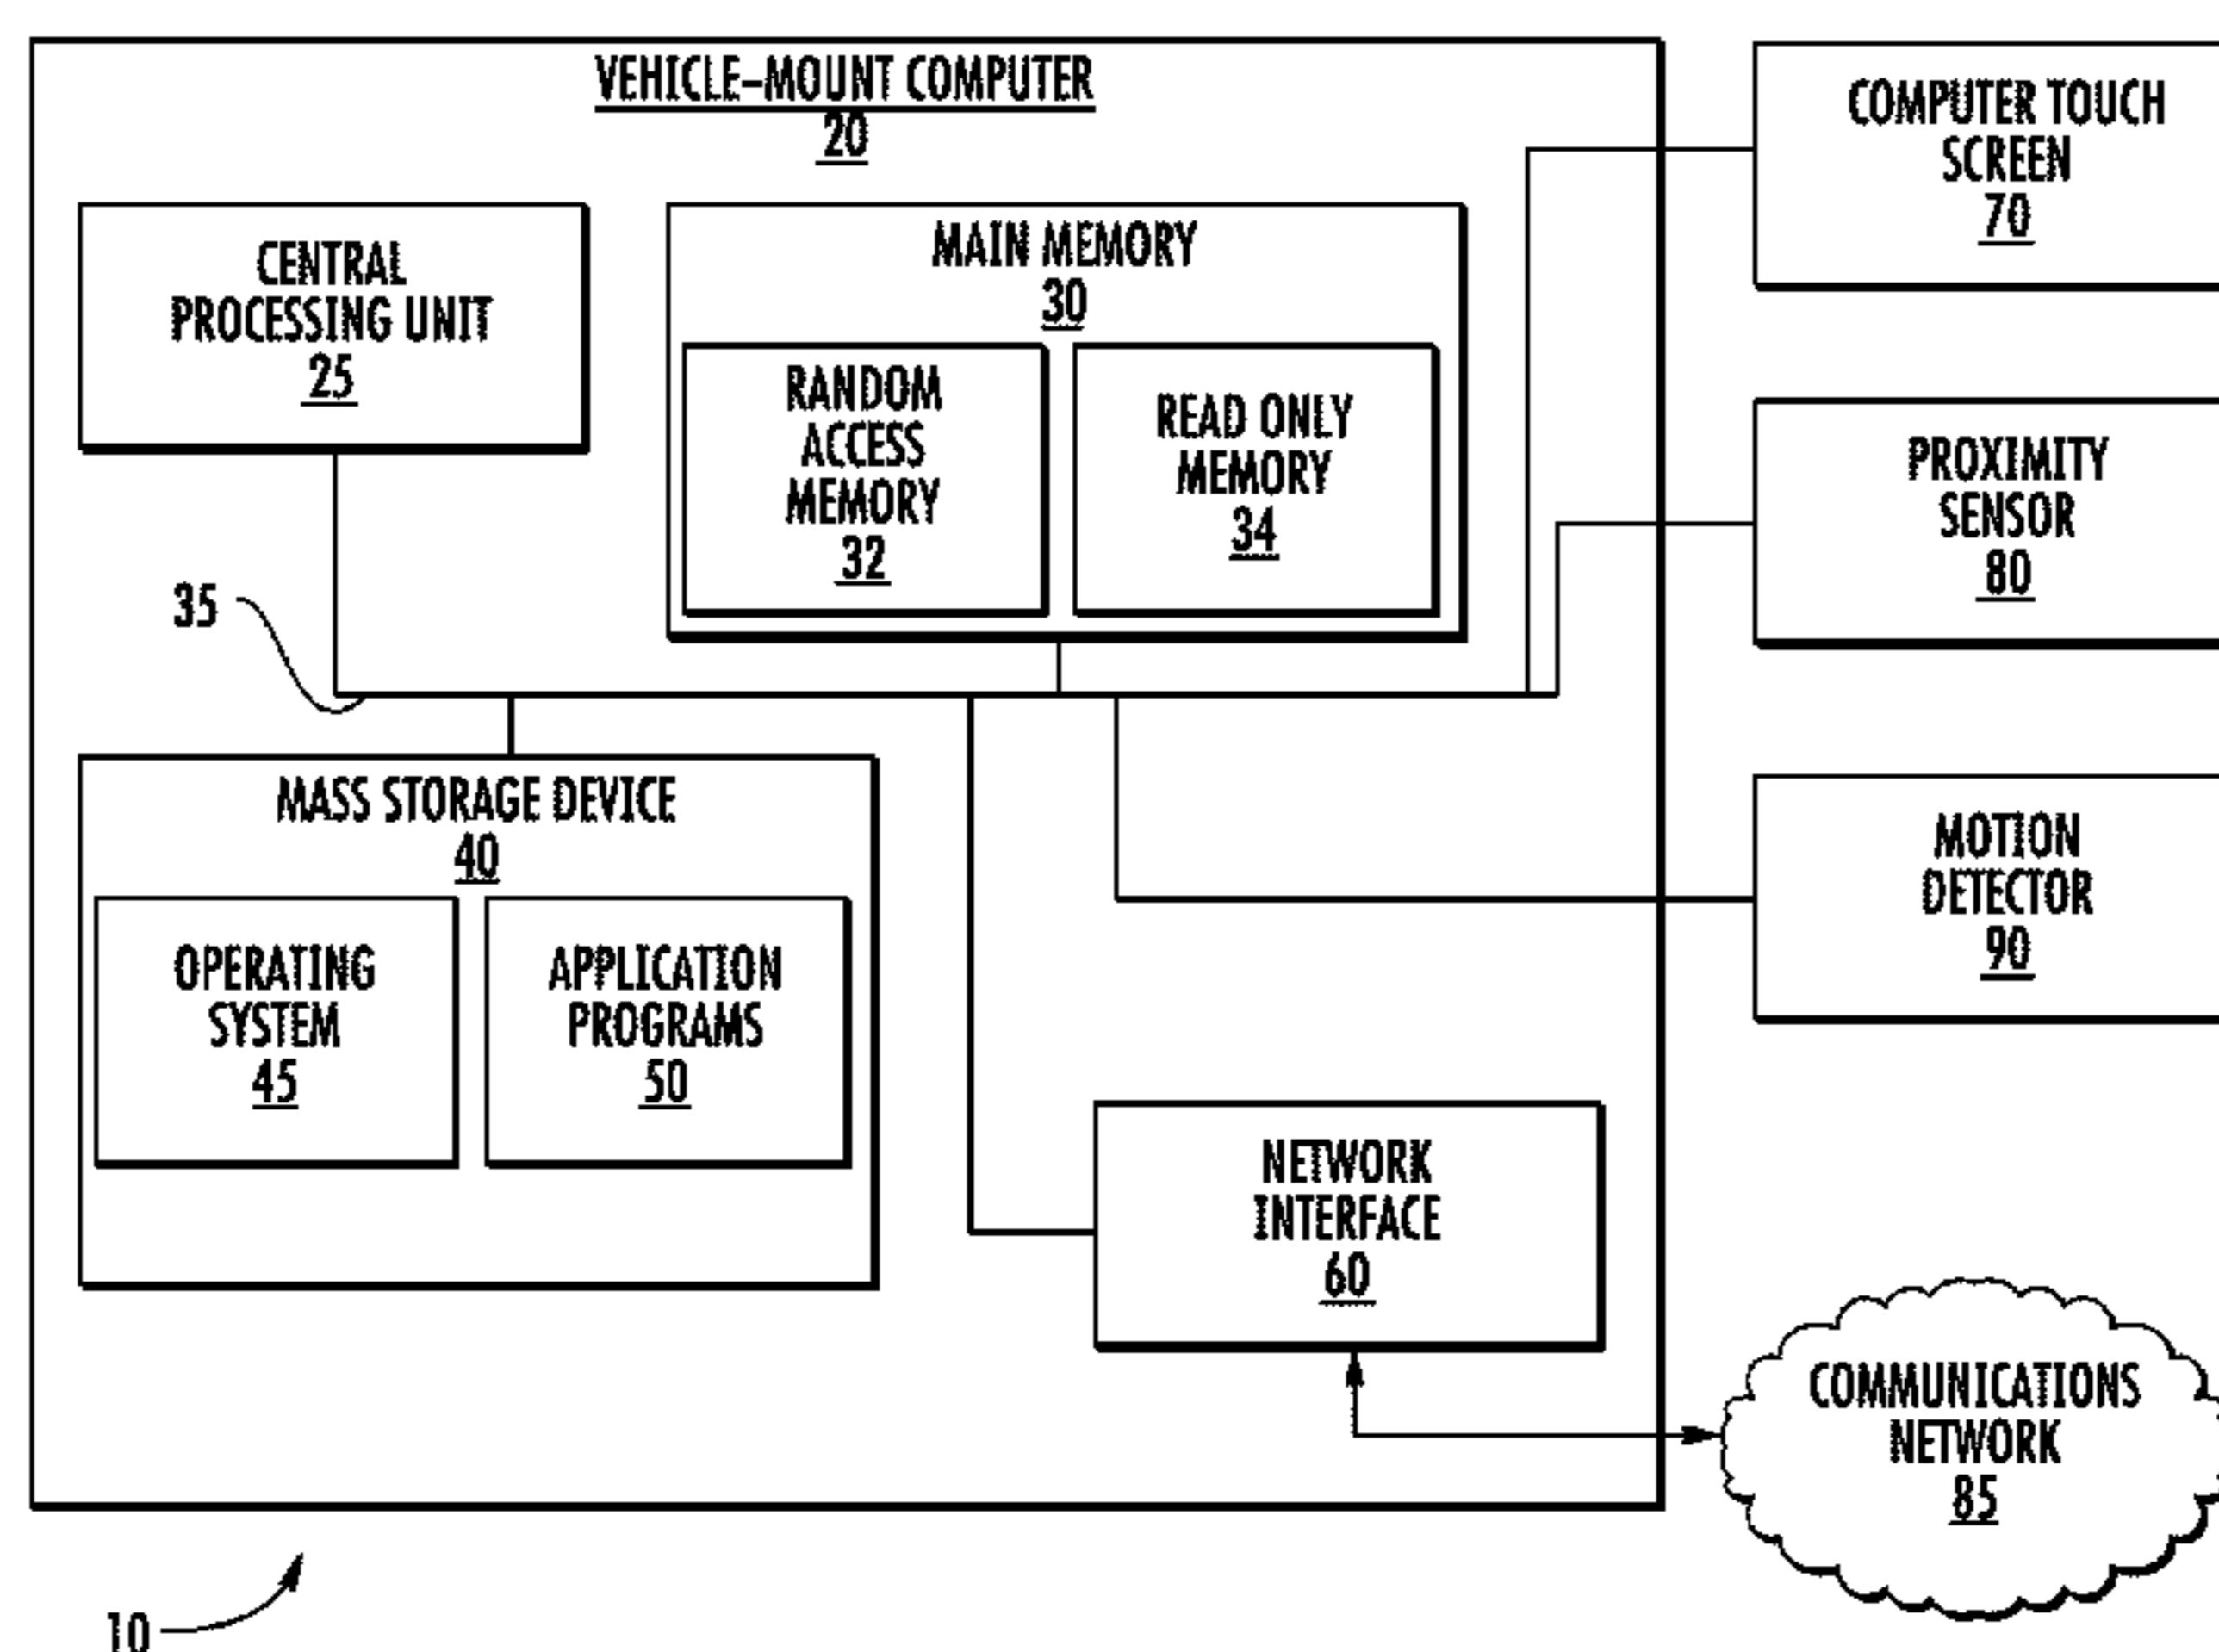 VEHICLE-MOUNT COMPUTER
20
CENTRAL
PROCESSING UNIT
25
MAIN MEMORY
30
RANDOM
ACCESS
MEMORY
32
READ ONLY
MEMORY
34
35
MASS STORAGE DEVICE
40
OPERATING
SYSTEM
45
APPLICATION
PROGRAMS
50
NETWORK
INTERFACE
60
COMPUTER TOUCH
SCREEN
70
PROXIMITY
SENSOR
80
MOTION
DETECTOR
90
COMMUNICATIONS
NETWORK
85
10